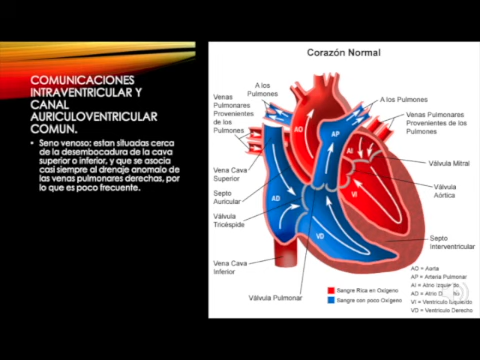 COMUNICACIONES
INTRAVENTRICULAR Y
CANAL
AURICULOVENTRICULAR
COMUN.
• Seno venoso: estan situadas cerca
de la desembocadura de la cava
superior o inferior, y que se asocia
casi siempre al drenaje anomalo de
las venas pulmonares derechas, por
lo que es poco frecuente.
Corazón Normal
A los
Pulmones
Venas
Pulmonares
Provenientes
de los
Pulmones
Vena Cava
Superior
Septo
Auricular
Válvula
Tricéspide
Vena Cava
Inferior
Válvula Pulmonar
A los Pulmones
Venas Pulmonares
Provenientes de los
Pulmones
Válvula Mitral
Válvula
Aórtica
Septo
Interventricular
AO
AP
AI
AD
VI
VD
Sangre Rica en Oxígeno
Sangre con poco Oxígeno
AO = Aorta
AP = Arteria Pulmonar
AI = Atrio
AD = Atrio
VI = Ventrículo
VD = Ventrículo Derecho